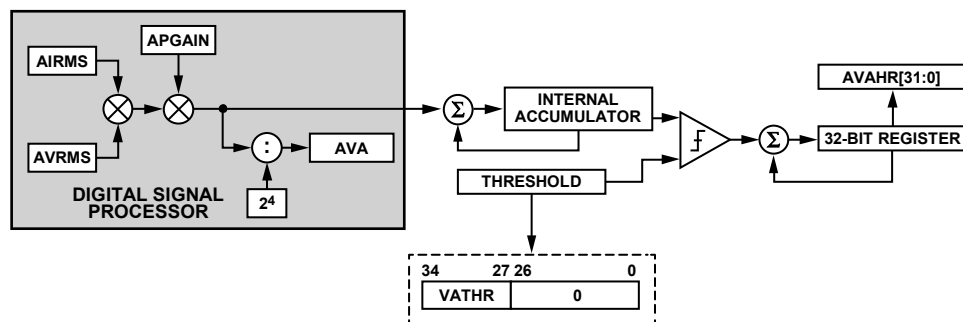 APGAIN
AIRMS
AVRMS
:
AVA
2⁴
DIGITAL SIGNAL
PROCESSOR
Σ
INTERNAL
ACCUMULATOR
THRESHOLD
Σ
AVAHR[31:0]
32-BIT REGISTER
34 27 26 0
VATHR 0